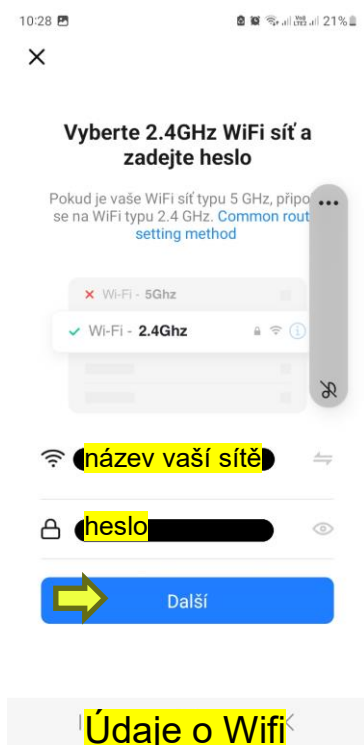 10:28 21%
Vyberte 2.4GHz WiFi síť a
zadejte heslo
Pokud je vaše WiFi síť typu 5 GHz, připo
se na WiFi typu 2.4 GHz. Common rout
setting method
Wi-Fi - 5Ghz
Wi-Fi - 2.4Ghz
název vaší sítě
heslo
Další
Údaje o Wifi